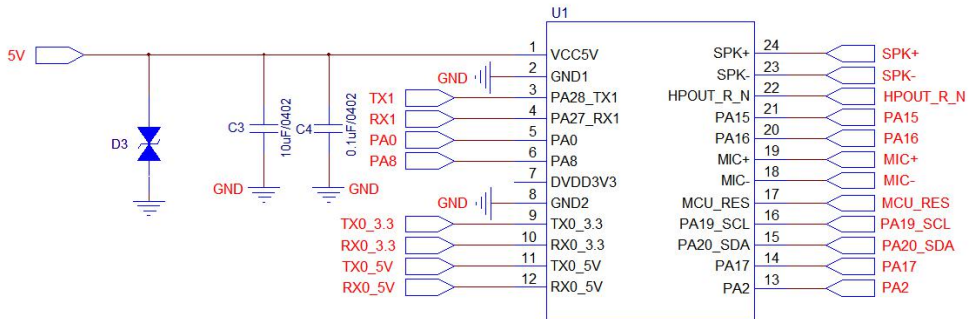 U1
5V
1 VCC5V
GND 2 GND1
TX1 3 PA28_TX1
RX1 4 PA27_RX1
PA0 5 PA0
PA8 6 PA8
7 DVDD3V3
GND 8 GND2
TX0_3.3 9 TX0_3.3
RX0_3.3 10 RX0_3.3
TX0_5V 11 TX0_5V
RX0_5V 12 RX0_5V
SPK+ 24 SPK+
SPK- 23 SPK-
HPOUT_R_N 22 HPOUT_R_N
PA15 21 PA15
PA16 20 PA16
MIC+ 19 MIC+
MIC- 18 MIC-
MCU_RES 17 MCU_RES
PA19_SCL 16 PA19_SCL
PA20_SDA 15 PA20_SDA
PA17 14 PA17
PA2 13 PA2
D3
C3
10uF/0402
C4
0.1uF/0402
GND
GND